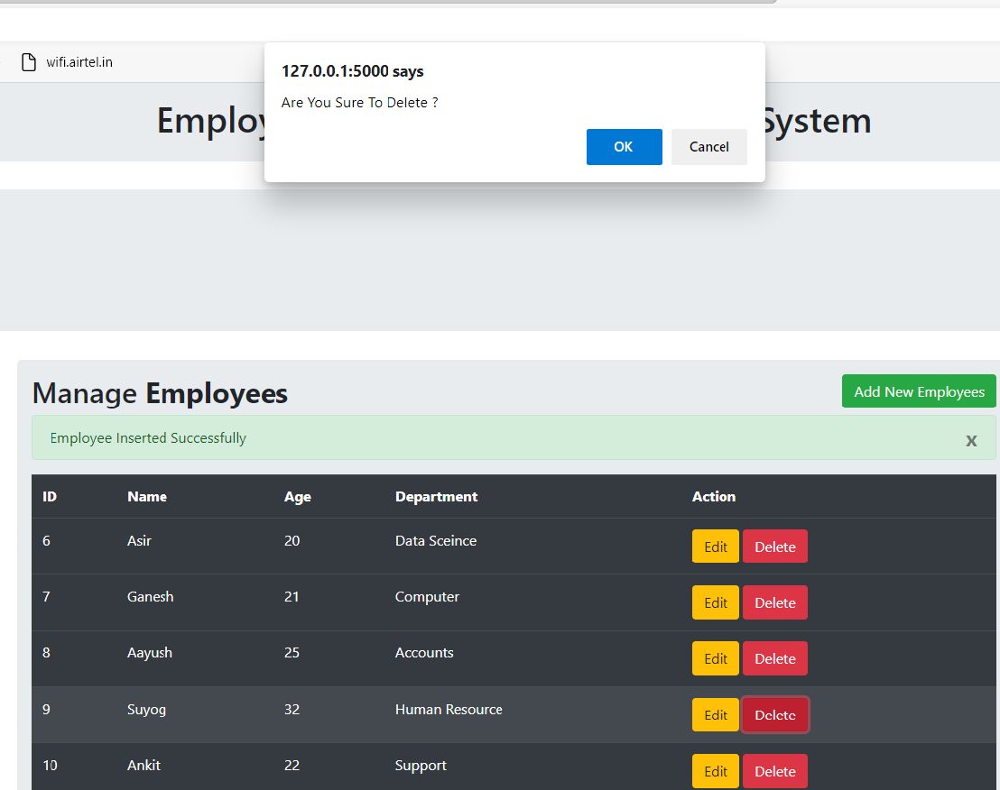 wifi.airtel.in
127.0.0.1:5000 says
Are You Sure To Delete ?
OK Cancel
Employ System
Manage Employees Add New Employees
Employee Inserted Successfully x
ID Name Age Department Action
6 Asir 20 Data Sceince Edit Delete
7 Ganesh 21 Computer Edit Delete
8 Aayush 25 Accounts Edit Delete
9 Suyog 32 Human Resource Edit Delete
10 Ankit 22 Support Edit Delete